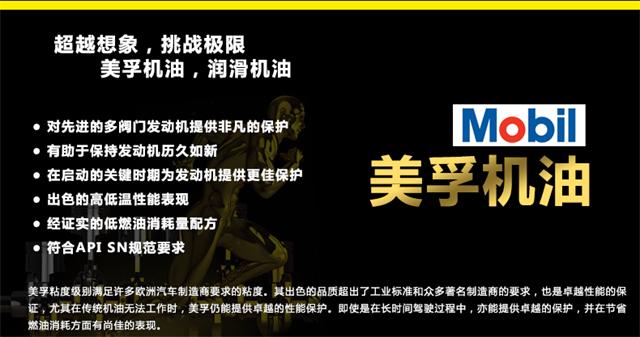 超越想象，挑战极限
美孚机油，润滑机油
● 对先进的多阀门发动机提供非凡的保护
● 有助于保持发动机历久如新
● 在启动的关键时期为发动机提供更佳保护
● 出色的高低温性能表现
● 经证实的低燃油消耗量配方
● 符合API SN规范要求
Mobil
美孚机油
美孚粘度级别满足许多欧洲汽车制造商要求的粘度。其出色的品质超出了工业标准和众多著名制造商的要求，也是卓越性能的保
证，尤其在传统机油无法工作时，美孚仍能提供卓越的性能保护。即使是在长时间驾驶过程中，亦能提供卓越的保护，并在节省
燃油消耗方面有尚佳的表现。